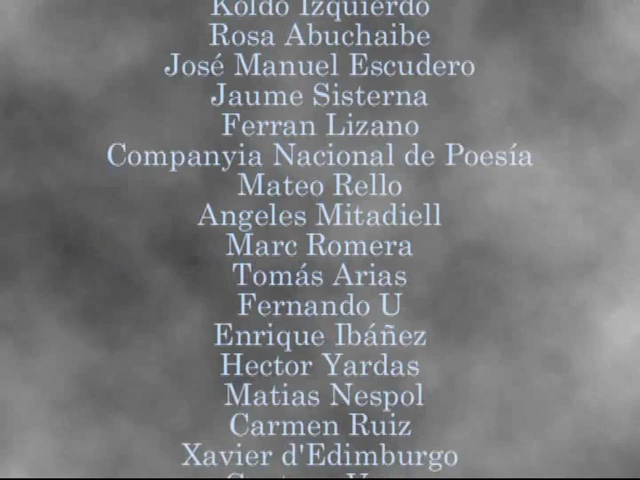 Koldo Izquierdo
Rosa Abuchaibe
José Manuel Escudero
Jaume Sisterna
Ferran Lizano
Companyia Nacional de Poesía
Mateo Rello
Angeles Mitadiell
Marc Romera
Tomás Arias
Fernando U
Enrique Ibáñez
Hector Yardas
Matias Nespol
Carmen Ruiz
Xavier d'Edimburgo